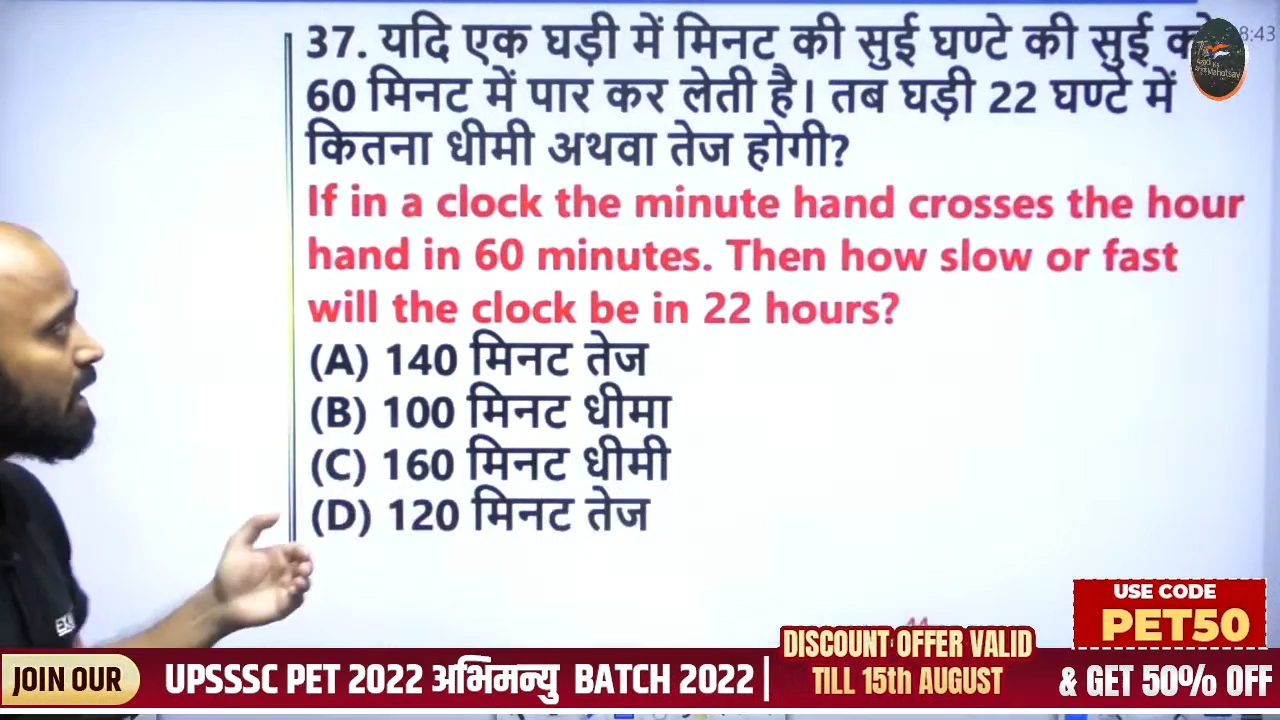 37. यदि एक घड़ी में मिनट की सुई घण्टे की सुई को
8:43
60 मिनट में पार कर लेती है। तब घड़ी 22 घण्टे में
कितना धीमी अथवा तेज होगी?
If in a clock the minute hand crosses the hour
hand in 60 minutes. Then how slow or fast
will the clock be in 22 hours?
(A) 140 मिनट तेज
(B) 100 मिनट धीमा
(C) 160 मिनट धीमी
(D) 120 मिनट तेज
USE CODE
PET50
DISCOUNT OFFER VALID
TILL 15th AUGUST
JOIN OUR
UPSSSC PET 2022 अभिमन्यु BATCH 2022 |
& GET 50% OFF